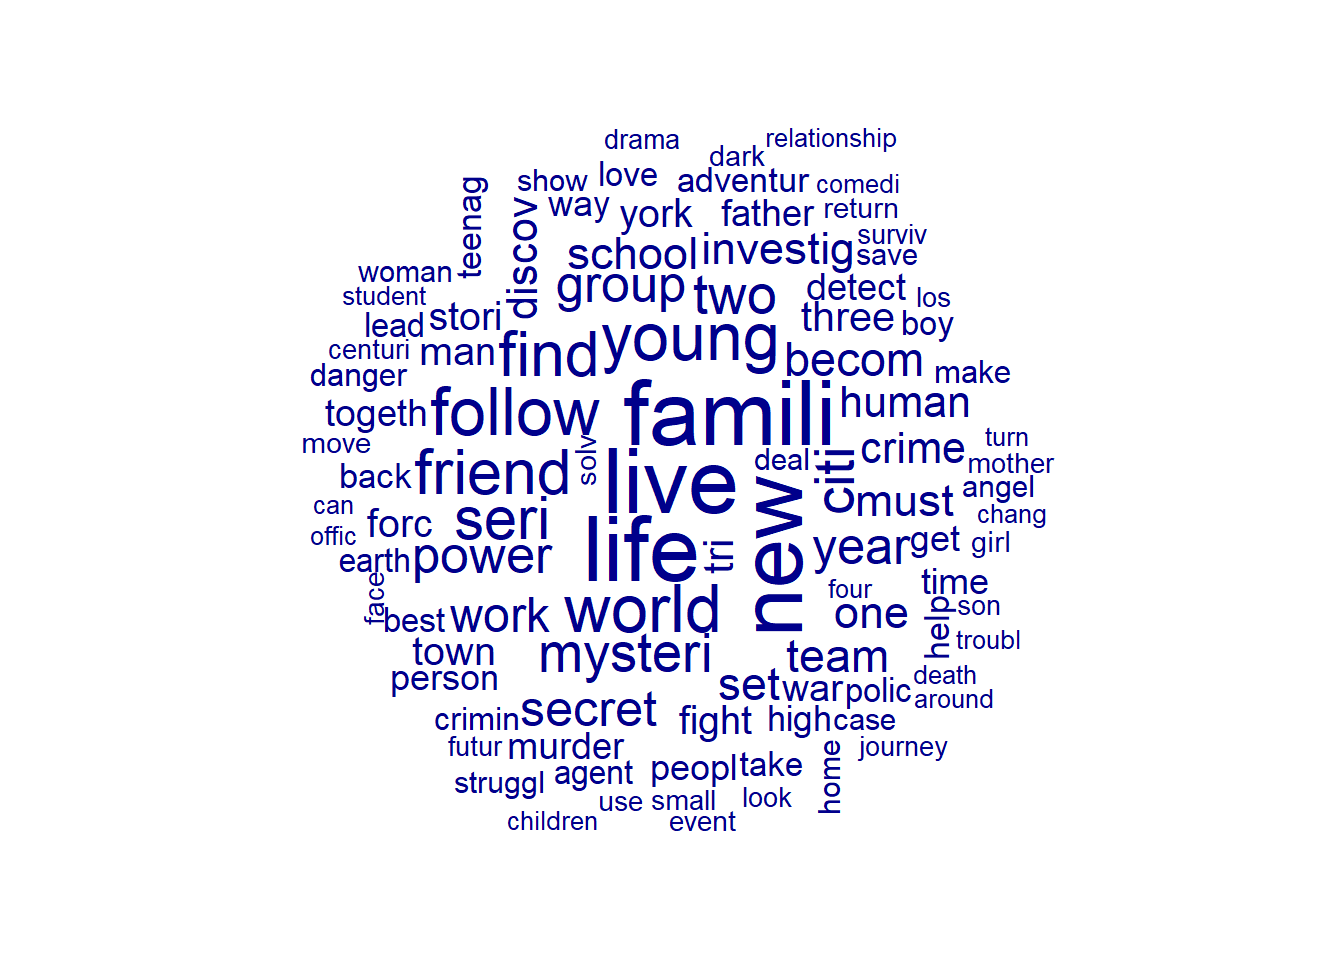 drama
relationship
dark
show
love
adventur
comedi
teenag
discov
way
york
father
return
school
investig
surviv
save
woman
student
group
two
detect
los
lead
stori
three
boy
centuri
man
find
young
becom
make
danger
togeth
follow
famili
human
move
solv
crime
turn
back
friend
live
deal
citi
mother
angel
can
forc
seri
new
must
chang
offic
earth
power
life
tri
year
get
girl
face
best
work
world
four
one
time
help
son
troubl
town
mysteri
team
person
set
war
polic
death
around
crimin
secret
fight
high
case
futur
murder
journey
struggl
agent
peopl
take
home
use
small
look
children
event